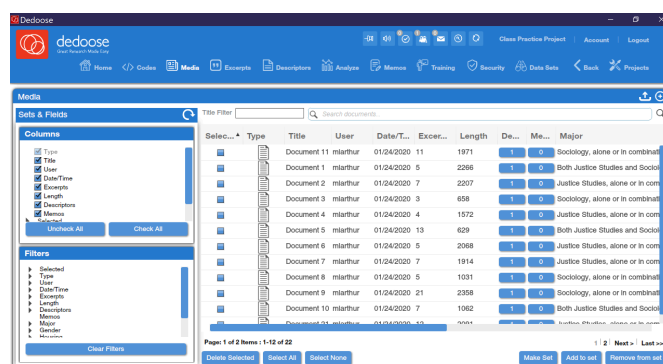 Dedoose
dedoose
Great Research Made Easy
Class Practice Project Account Logout
Home </> Codes Media Excerpts Descriptors Analyze Memos Training Security Data Sets Back Projects
Media
Sets & Fields
Title Filter
Search documents..
Columns
Type
Title
User
Date/Time
Excerpts
Length
Descriptors
Memos
Selected
Uncheck All Check All
Filters
Selected
Type
User
Date/Time
Excerpts
Length
Descriptors
Memos
Major
Gender
Housing
Clear Filters
Selec... Type Title User Date/T... Excer... Length De... Me... Major
Document 11 mlarthur 01/24/2020 11 1971 1 0 Sociology, alone or in combinati
Document 1 mlarthur 01/24/2020 5 2266 1 0 Both Justice Studies and Sociol
Document 2 mlarthur 01/24/2020 7 2207 1 0 Justice Studies, alone or in com
Document 3 mlarthur 01/24/2020 3 658 1 0 Sociology, alone or in combinat
Document 4 mlarthur 01/24/2020 4 1572 1 0 Justice Studies, alone or in com
Document 5 mlarthur 01/24/2020 13 629 1 0 Both Justice Studies and Sociol
Document 6 mlarthur 01/24/2020 5 2068 1 0 Justice Studies, alone or in com
Document 7 mlarthur 01/24/2020 7 1914 1 0 Justice Studies, alone or in com
Document 8 mlarthur 01/24/2020 5 1031 1 0 Sociology, alone or in combinat
Document 9 mlarthur 01/24/2020 21 2358 1 0 Sociology, alone or in combinat
Document 10 mlarthur 01/24/2020 7 1062 1 0 Both Justice Studies and Sociol
Page: 1 of 2 Items : 1-12 of 22
1 2 Next > Last >>
Delete Selected Select All Select None Make Set Add to set Remove from set